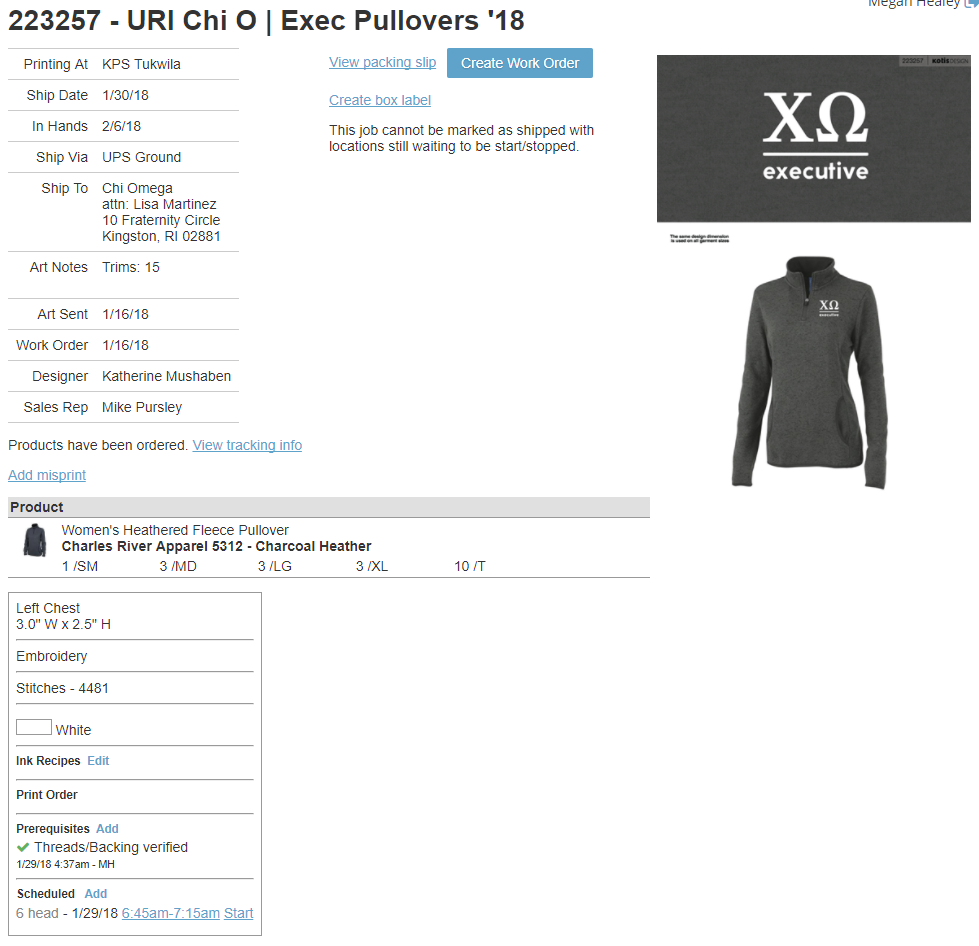 Megan Healey
223257 - URI Chi O | Exec Pullovers '18
Printing At KPS Tukwila
Ship Date 1/30/18
In Hands 2/6/18
Ship Via UPS Ground
Ship To Chi Omega
attn: Lisa Martinez
10 Fraternity Circle
Kingston, RI 02881
Art Notes Trims: 15
Art Sent 1/16/18
Work Order 1/16/18
Designer Katherine Mushaben
Sales Rep Mike Pursley
Products have been ordered. View tracking info
Add misprint
View packing slip Create Work Order
Create box label
This job cannot be marked as shipped with
locations still waiting to be start/stopped.
223257 | kotisDESIGN
ΧΩ
executive
The same design dimension
is used on all garment sizes
ΧΩ
executive
Product
Women's Heathered Fleece Pullover
Charles River Apparel 5312 - Charcoal Heather
1 /SM 3 /MD 3 /LG 3 /XL 10 /T
Left Chest
3.0" W x 2.5" H
Embroidery
Stitches - 4481
White
Ink Recipes Edit
Print Order
Prerequisites Add
Threads/Backing verified
1/29/18 4:37am - MH
Scheduled Add
6 head - 1/29/18 6:45am-7:15am Start